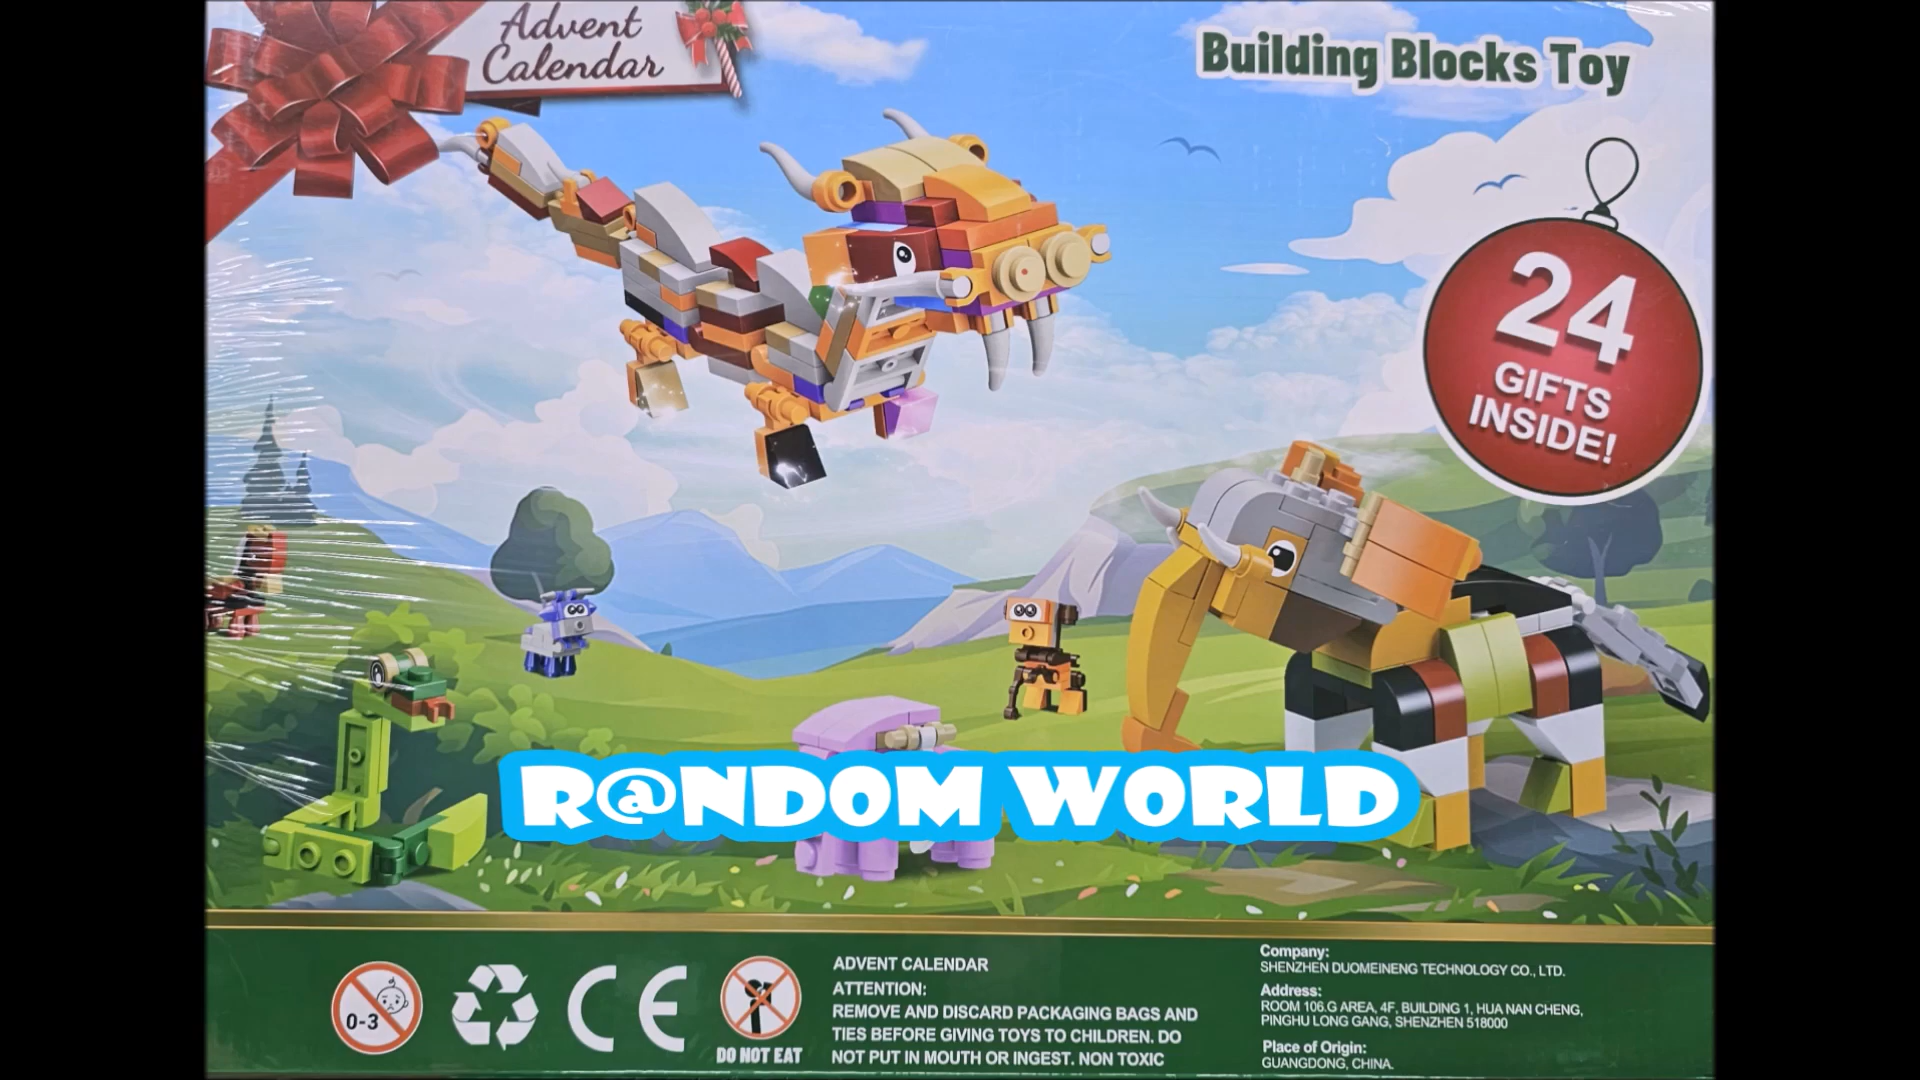 Advent
Calendar
Building Blocks Toy
24
GIFTS
INSIDE!
R@NDOM WORLD
0-3
CE
DO NOT EAT
ADVENT CALENDAR
ATTENTION:
REMOVE AND DISCARD PACKAGING BAGS AND
TIES BEFORE GIVING TOYS TO CHILDREN. DO
NOT PUT IN MOUTH OR INGEST. NON TOXIC
Company:
SHENZHEN DUOMEINENG TECHNOLOGY CO., LTD.
Address:
ROOM 106.G AREA, 4F, BUILDING 1, HUA NAN CHENG,
PINGHU LONG GANG, SHENZHEN 518000
Place of Origin:
GUANGDONG, CHINA.